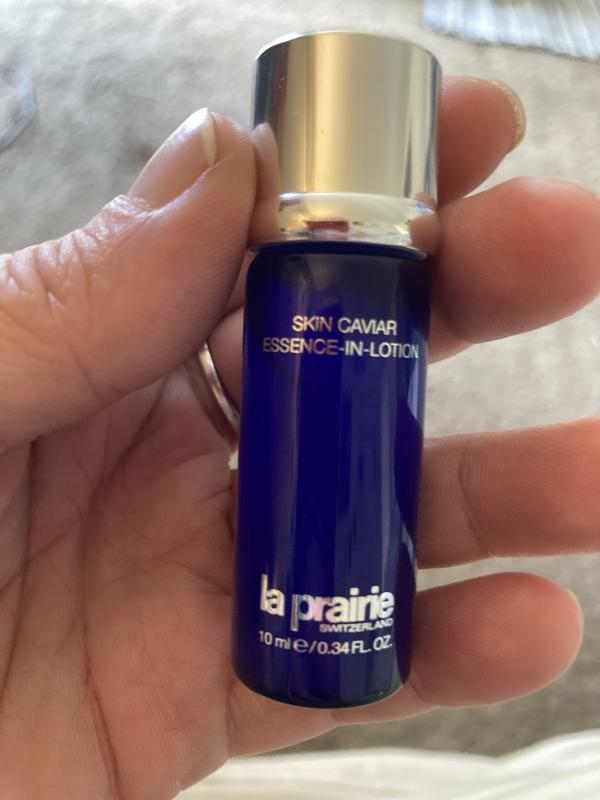 SKIN CAVIAR
ESSENCE-IN-LOTION
la prairie
SWITZERLAND
10 ml ℮/0.34 FL. OZ.